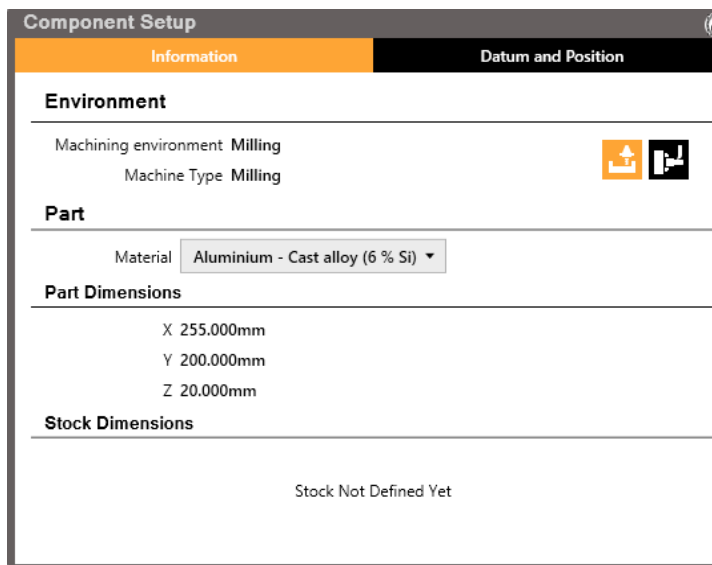 Component Setup
Information Datum and Position
Environment
Machining environment Milling
Machine Type Milling
Part
Material Aluminium - Cast alloy (6 % Si)
Part Dimensions
X 255.000mm
Y 200.000mm
Z 20.000mm
Stock Dimensions
Stock Not Defined Yet